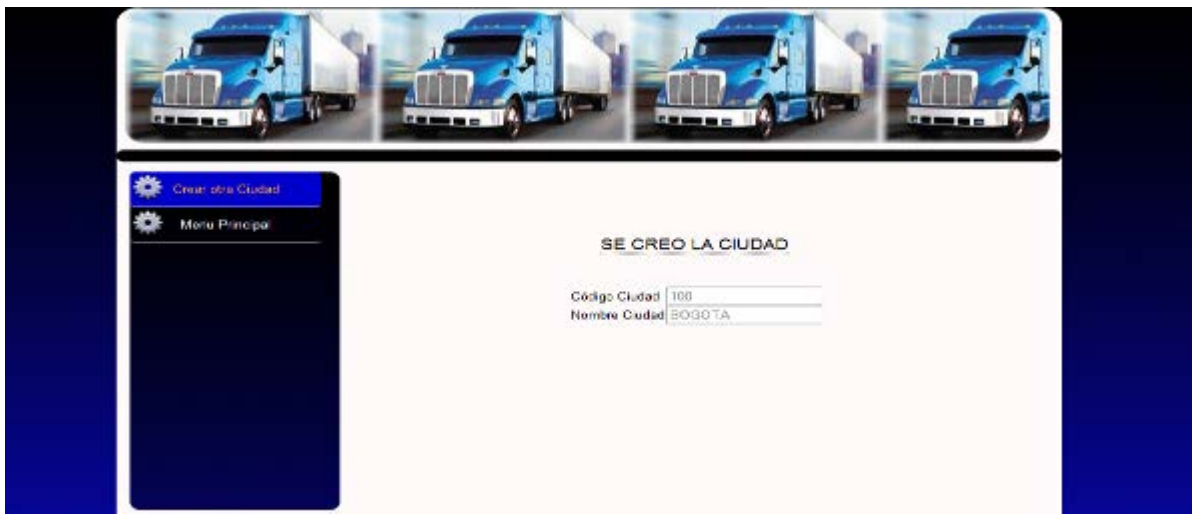 Crear otra Ciudad
Menu Principal
SE CREO LA CIUDAD
Código Ciudad 100
Nombre Ciudad BOGOTA